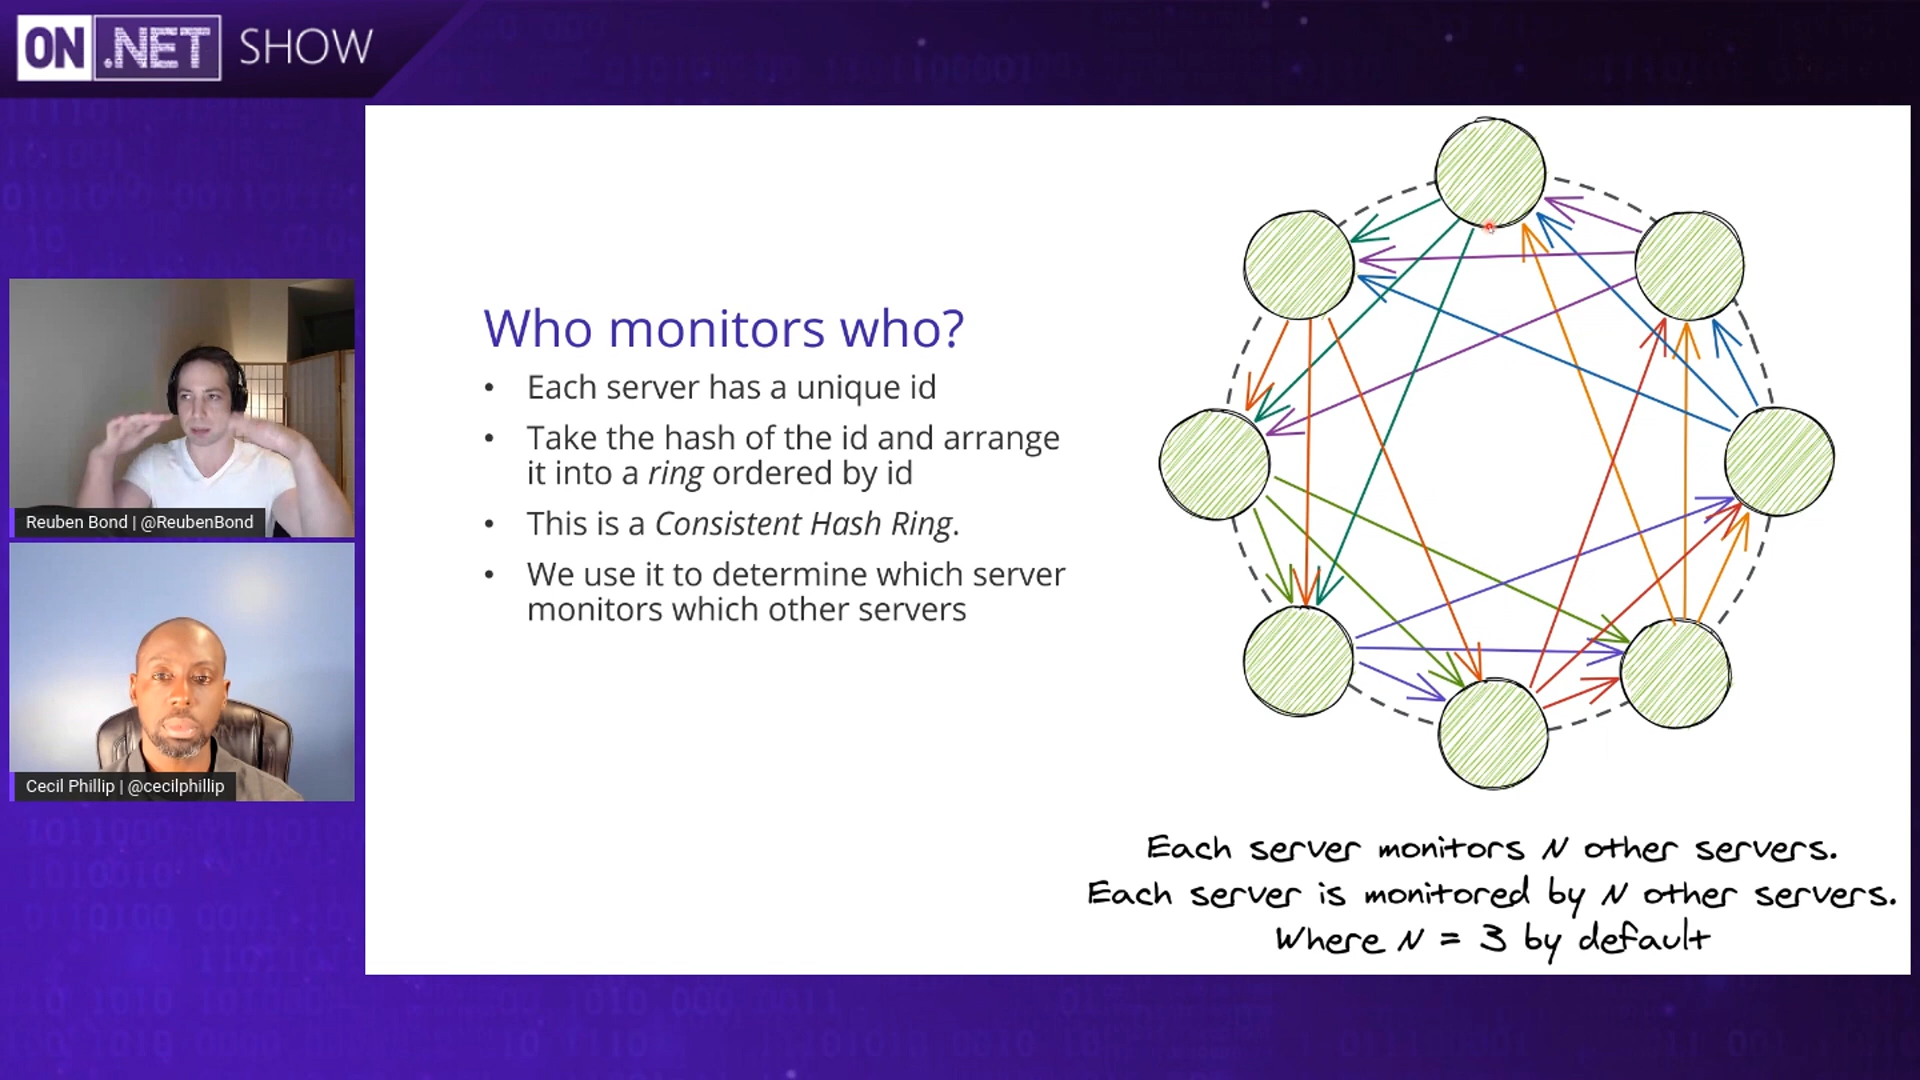 ON .NET SHOW
Who monitors who?
• Each server has a unique id
• Take the hash of the id and arrange
it into a ring ordered by id
• This is a Consistent Hash Ring.
• We use it to determine which server
monitors which other servers
Each server monitors N other servers.
Each server is monitored by N other servers.
Where N = 3 by default
Reuben Bond | @ReubenBond
Cecil Phillip | @cecilphillip